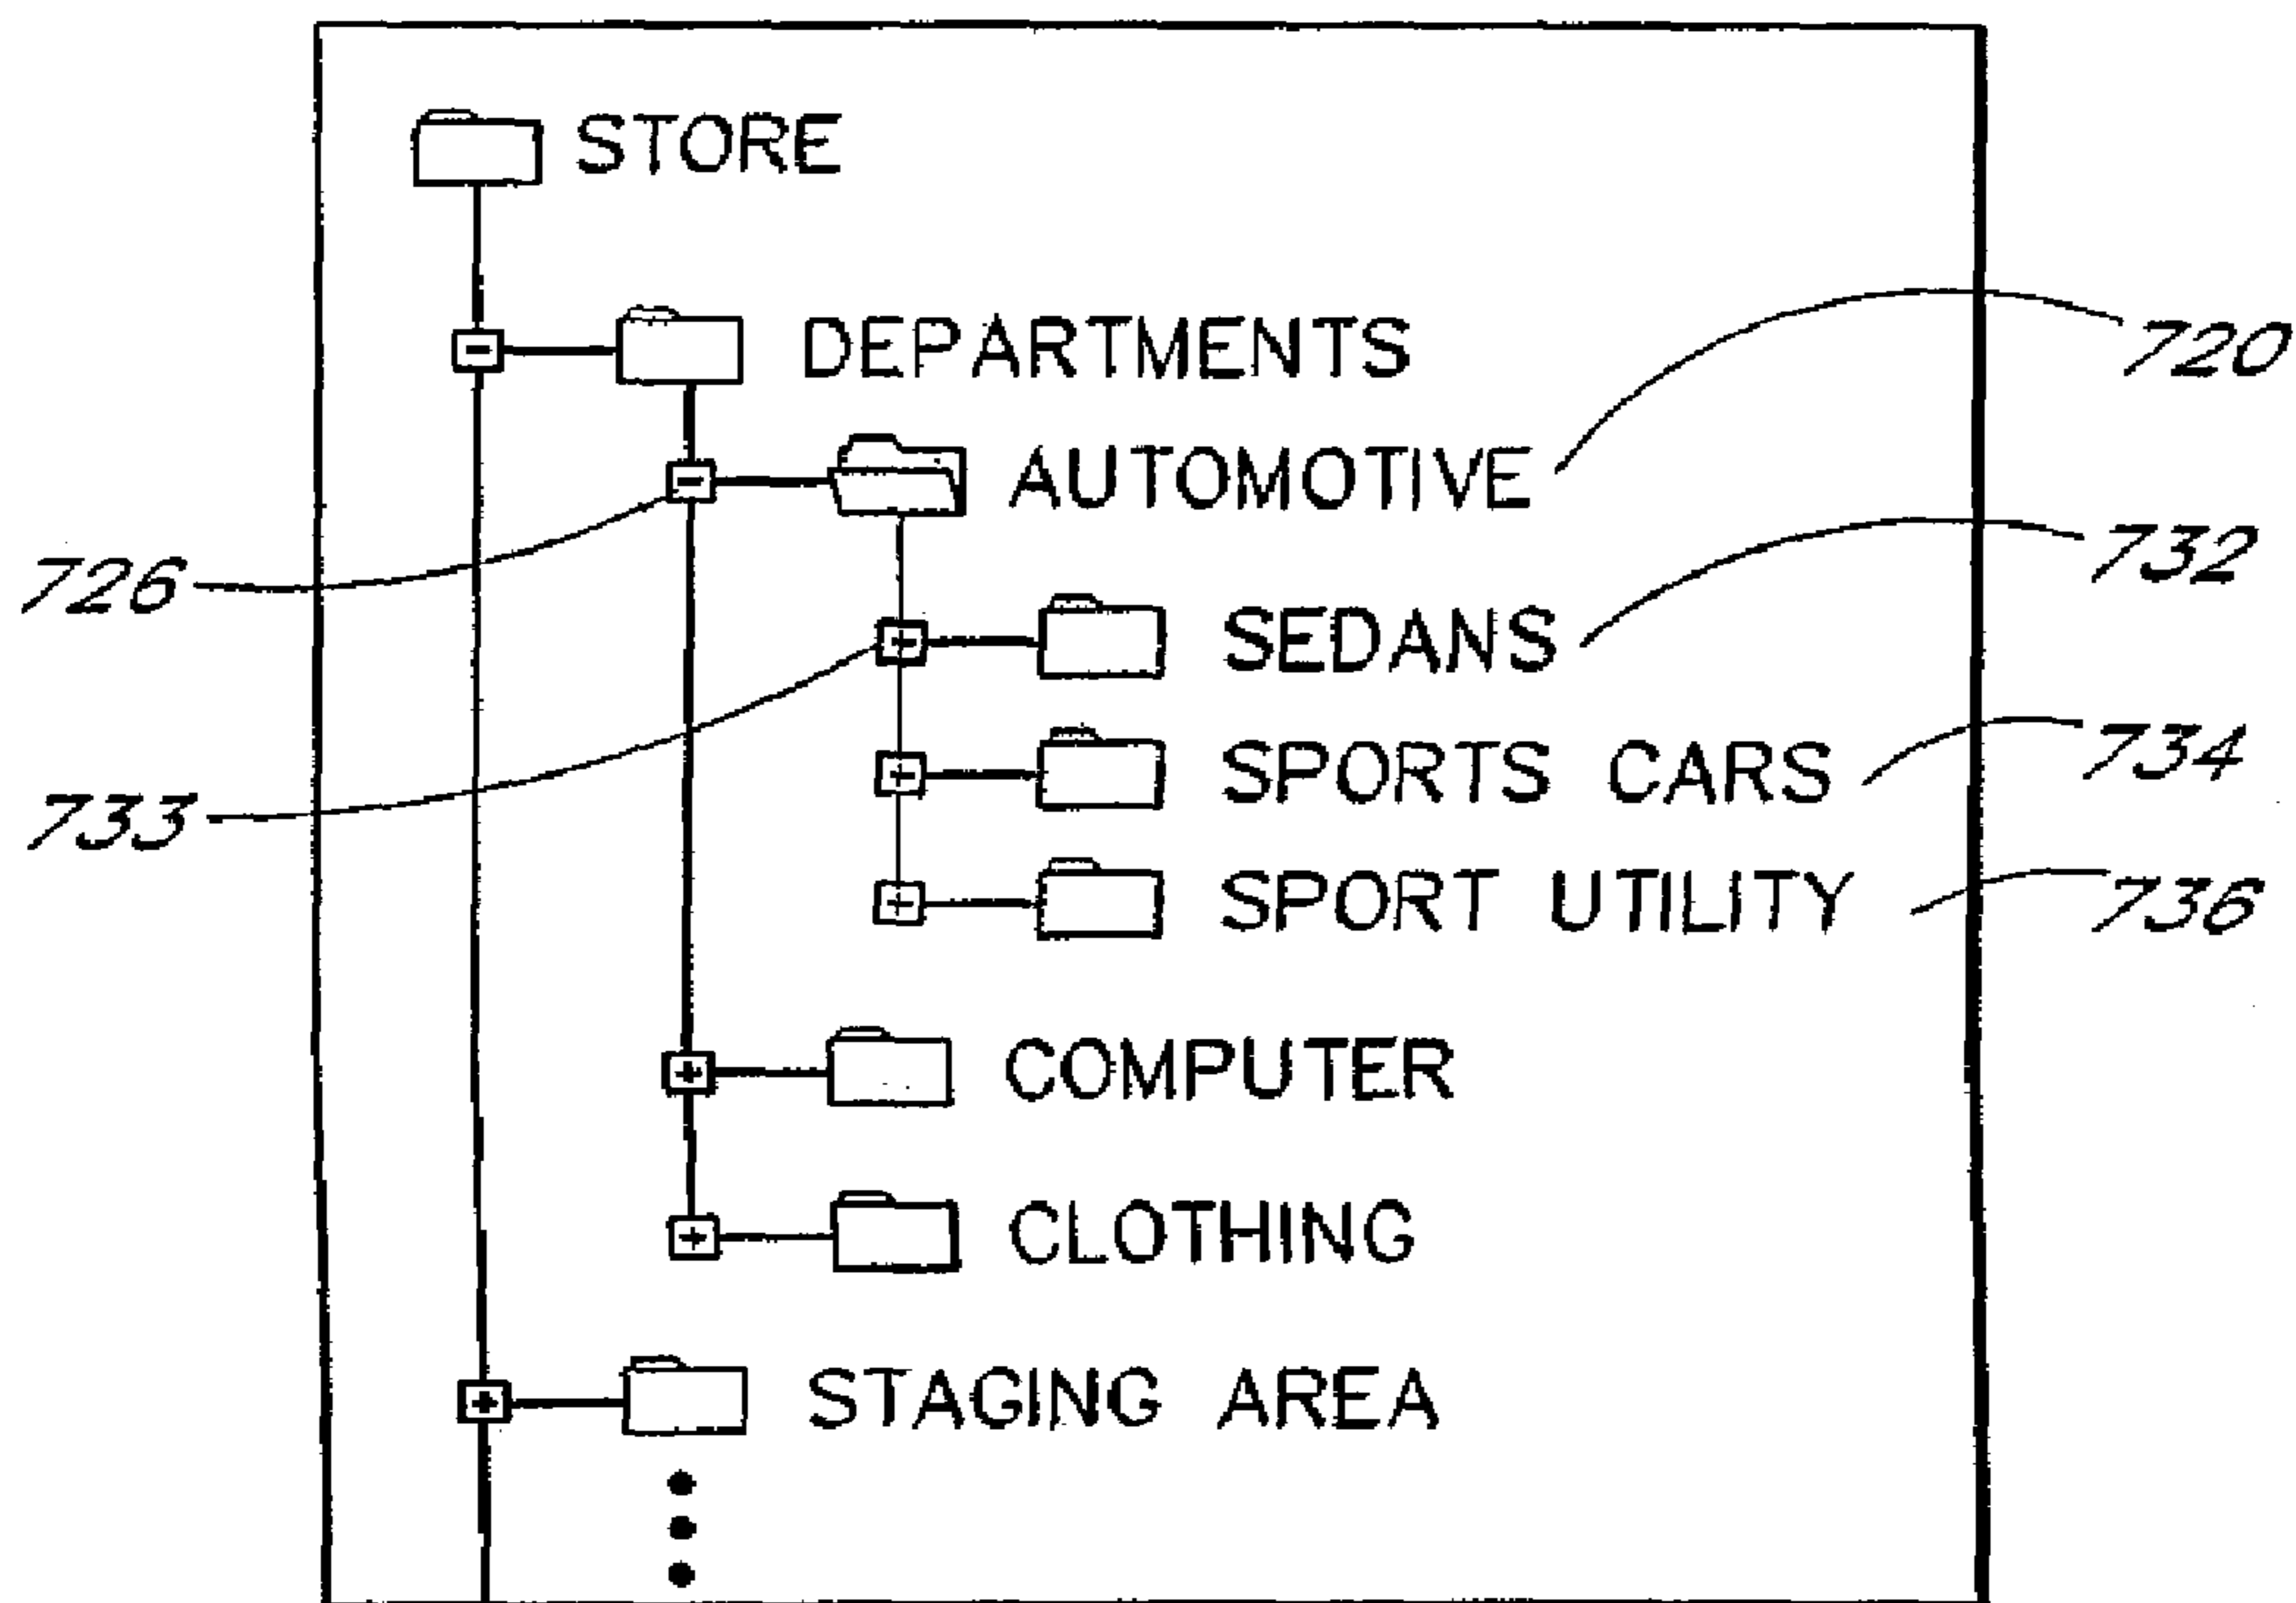 STORE
DEPARTMENTS
720
AUTOMOTIVE
732
726
SEDANS
734
SPORTS CARS
733
736
SPORT UTILITY
COMPUTER
CLOTHING
STAGING AREA